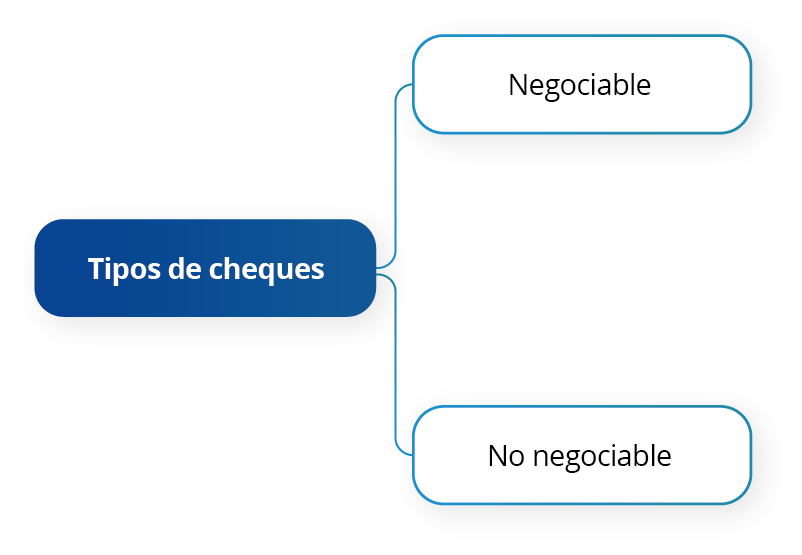 Negociable
Tipos de cheques
No negociable